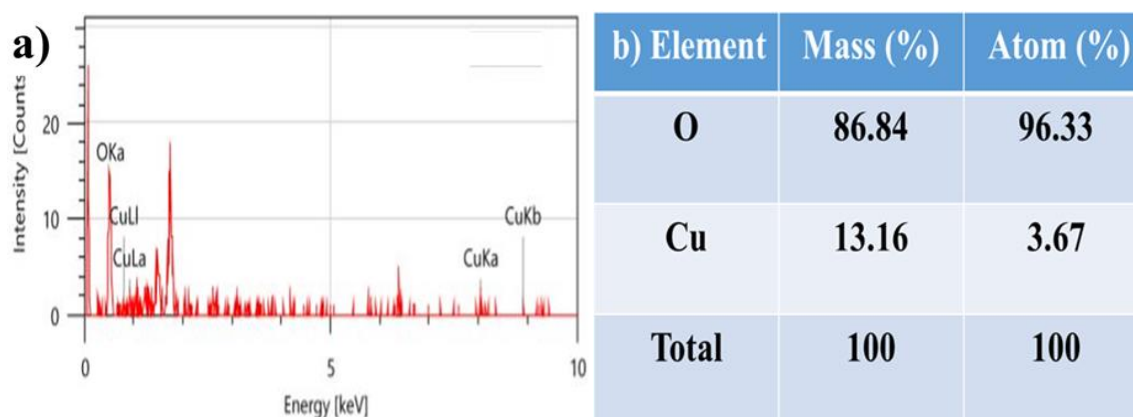 a)
Intensity [Counts
20
10
0
OKa
CuLl
CuLa
CuKa
CuKb
0 5 10
Energy [keV]
b) Element Mass (%) Atom (%)
O 86.84 96.33
Cu 13.16 3.67
Total 100 100